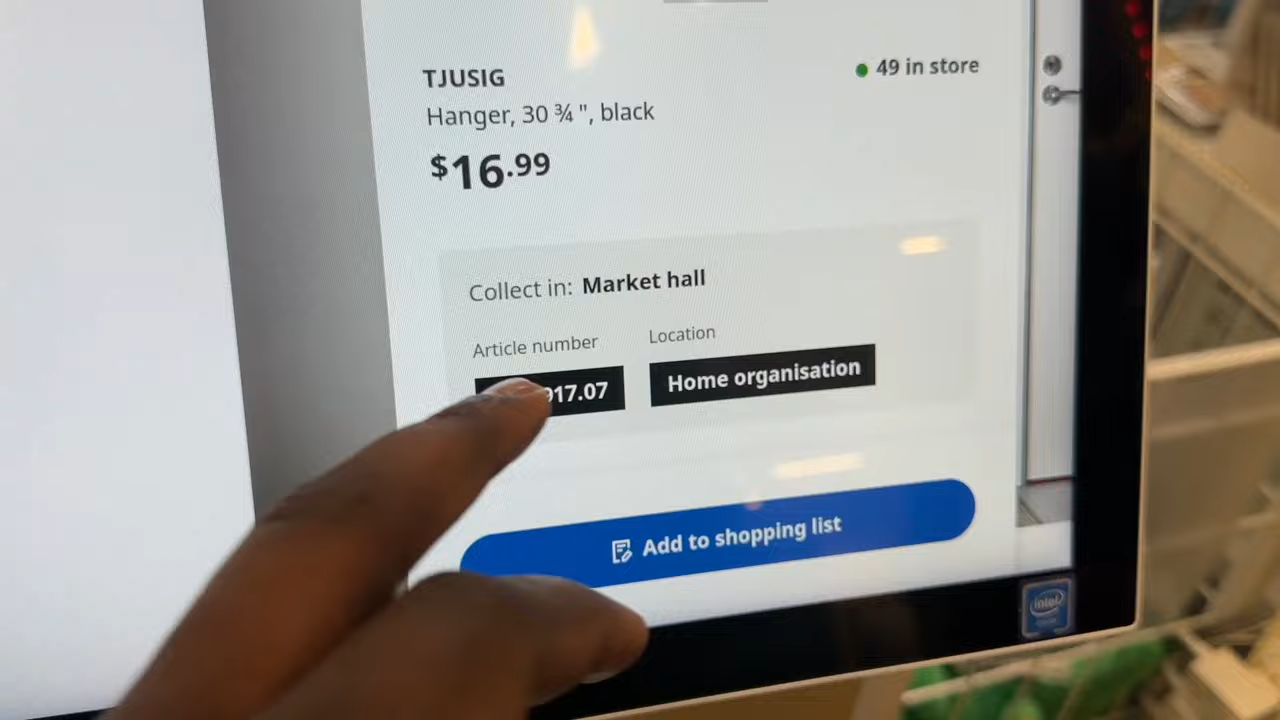 TJUSIG
49 in store
Hanger, 30 ¾ ", black
$16.99
Collect in: Market hall
Article number
Location
917.07
Home organisation
Add to shopping list
intel